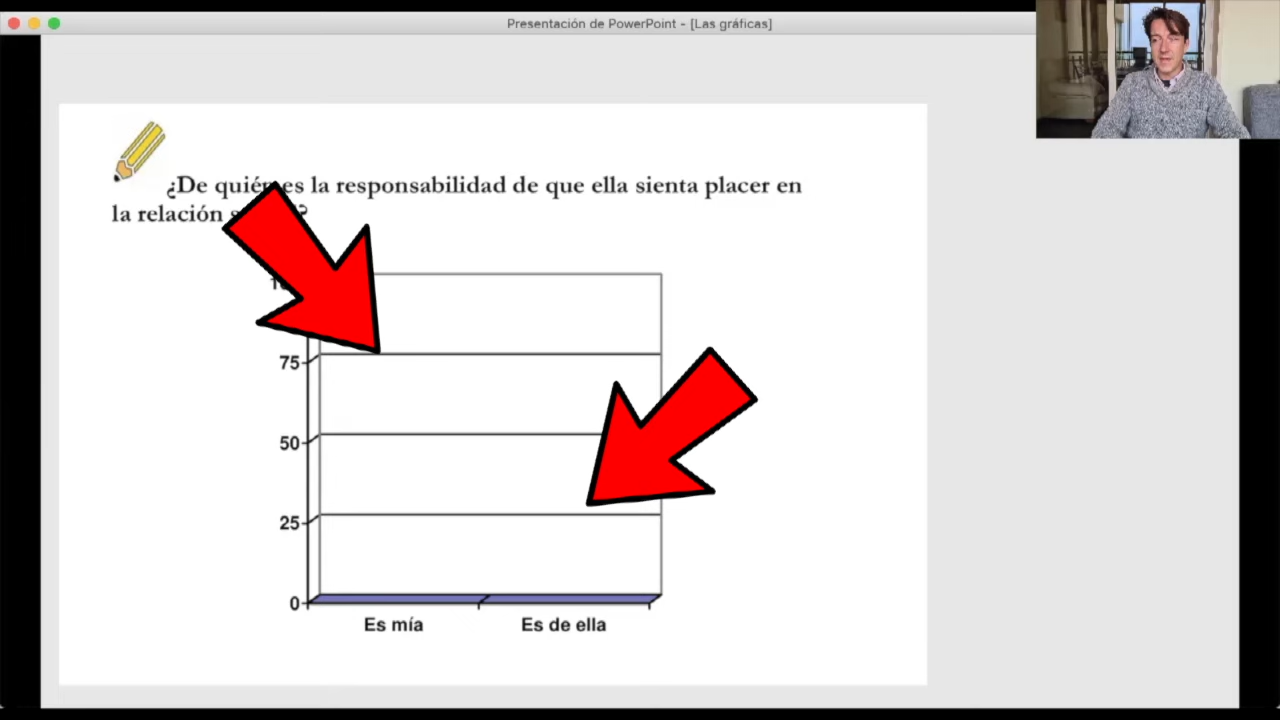 Presentación de PowerPoint - [Las gráficas]
¿De quién es la responsabilidad de que ella sienta placer en
la relación
75
50
25
0
Es mía
Es de ella